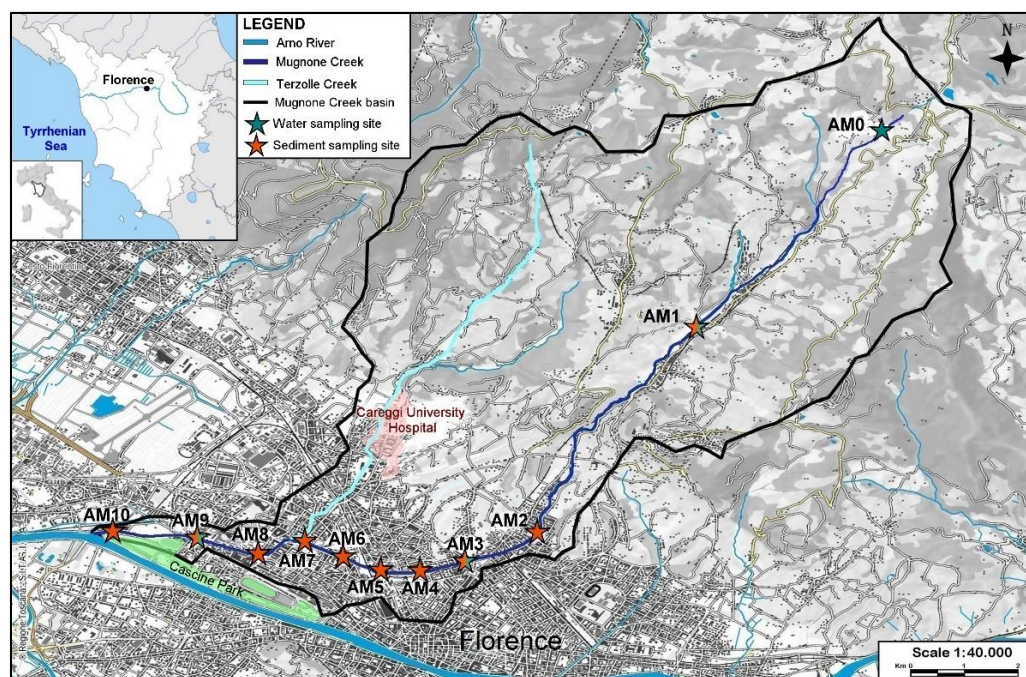 LEGEND
Arno River
Mugnone Creek
Terzolle Creek
Mugnone Creek basin
Water sampling site
Sediment sampling site
Florence
Tyrrhenian
Sea
N
AM0
AM1
Careggi University
Hospital
AM10
AM9
AM8
AM7
AM6
AM5
AM4
AM3
AM2
Cascine Park
Florence
Scale 1:40.000
Km 0 1 2